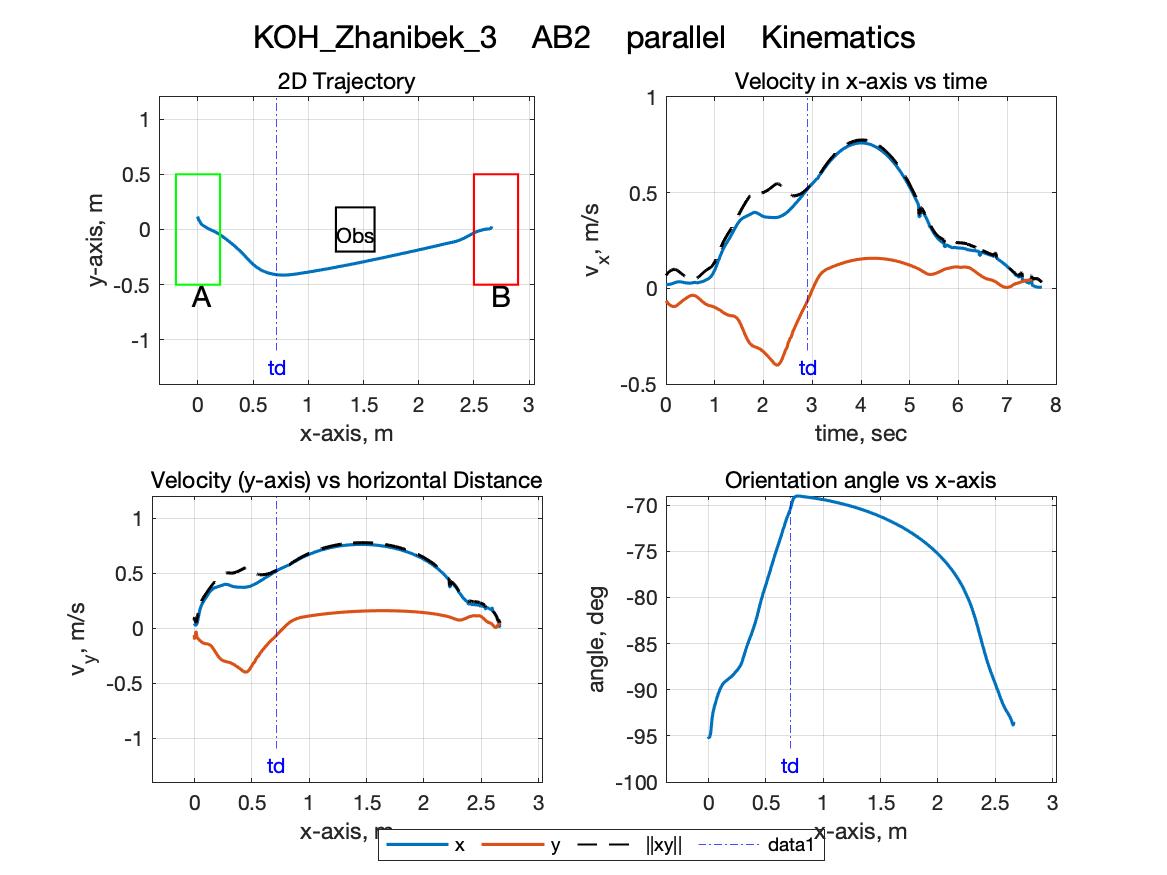 KOH_Zhanibek_3 AB2 parallel Kinematics
2D Trajectory
1
0.5
0
-0.5
-1
y-axis, m
Obs
A
B
td
0 0.5 1 1.5 2 2.5 3
x-axis, m
Velocity in x-axis vs time
1
0.5
0
-0.5
v_x, m/s
td
0 1 2 3 4 5 6 7 8
time, sec
Velocity (y-axis) vs horizontal Distance
1
0.5
0
-0.5
-1
v_y, m/s
td
0 0.5 1 1.5 2 2.5 3
x-axis, m
Orientation angle vs x-axis
-70
-75
-80
-85
-90
-95
-100
angle, deg
td
0 0.5 1 1.5 2 2.5 3
x-axis, m
x y ||xy|| data1